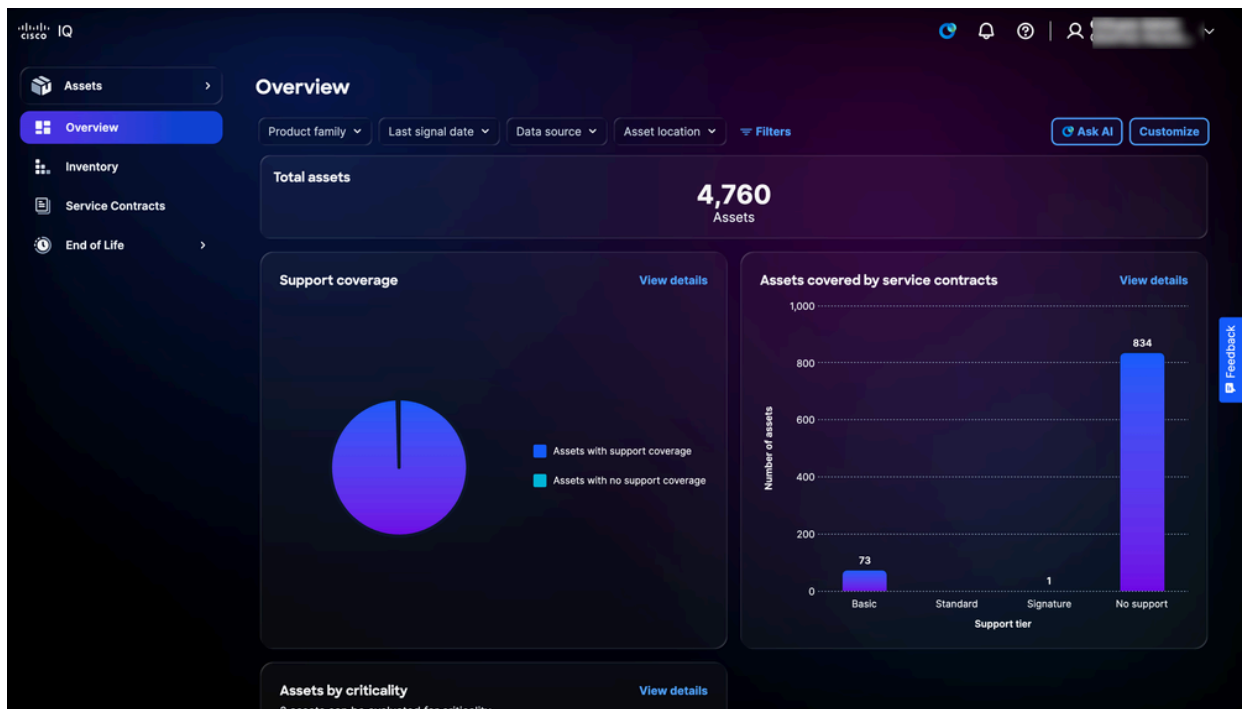 cisco IQ
Assets
Overview
Inventory
Service Contracts
End of Life
Overview
Product family
Last signal date
Data source
Asset location
Filters
Ask AI
Customize
Total assets
4,760
Assets
Support coverage
View details
Assets with support coverage
Assets with no support coverage
Assets covered by service contracts
View details
Number of assets
1,000
800
600
400
200
0
73
1
834
Basic
Standard
Signature
No support
Support tier
Feedback
Assets by criticality
View details